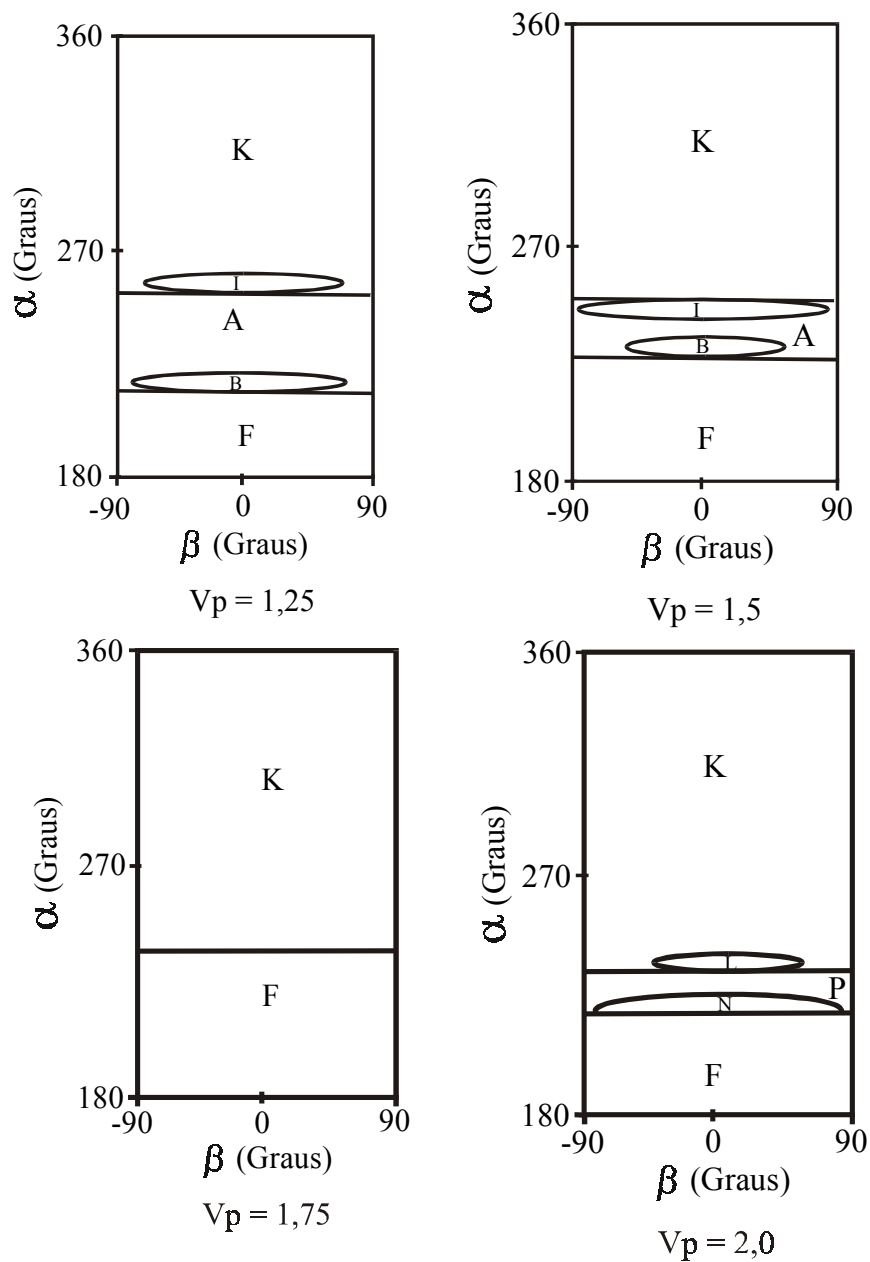 360
K
α (Graus)
270
I
A
B
F
180
-90 0 90
β (Graus)
Vp = 1,25
360
K
α (Graus)
270
I
A
B
F
180
-90 0 90
β (Graus)
Vp = 1,5
360
K
α (Graus)
270
F
180
-90 0 90
β (Graus)
Vp = 1,75
360
K
α (Graus)
270
L
P
N
F
180
-90 0 90
β (Graus)
Vp = 2,0